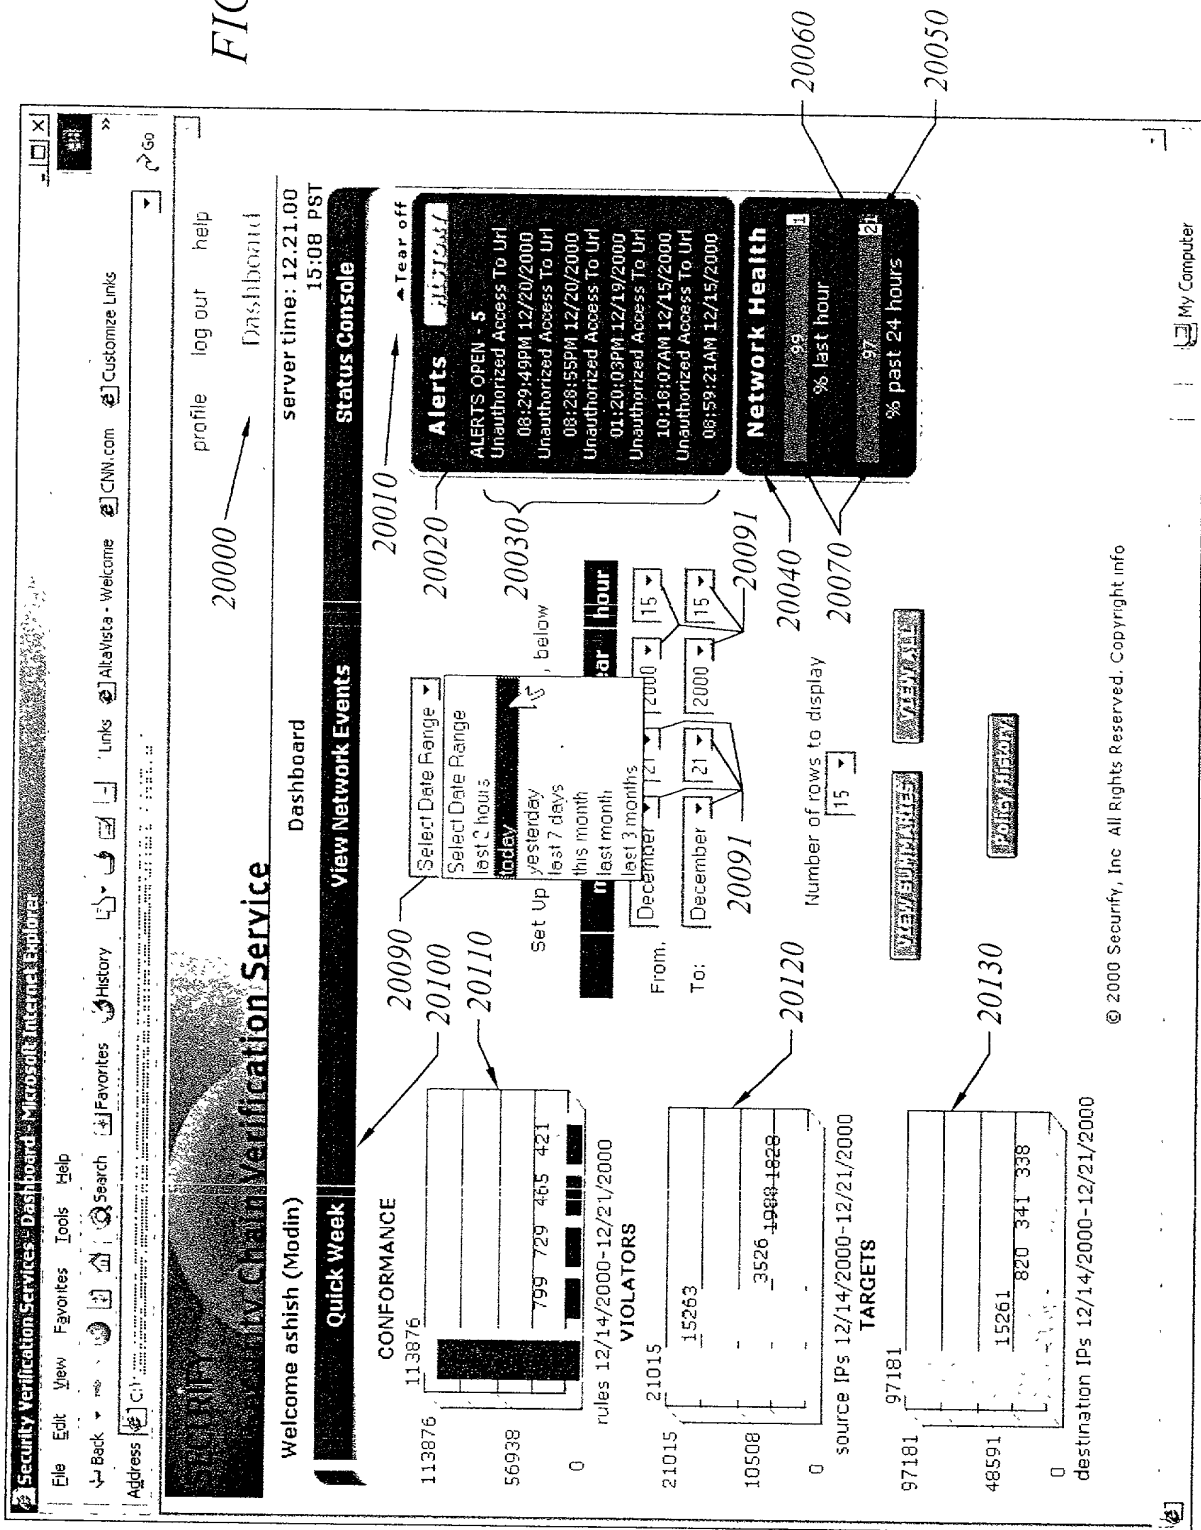 FIG
Security Verification Services - Dashboard - Microsoft Internet Explorer
File Edit View Favorites Tools Help
Back Search Favorites History Links AltaVista - Welcome CNN.com Customize Links »
Address C:\ Go
SECURIFY
Security Chain Verification Service
profile log out help
20000
Dashboard
Welcome ashish (Modin)
Dashboard
server time: 12.21.00
15:08 PST
Quick Week
View Network Events
Status Console
20100
CONFORMANCE
113876
56938
0
113876
799 729 465 421
20110
rules 12/14/2000-12/21/2000
VIOLATORS
21015
10508
0
21015
15263
3526 1988 1828
20120
source IPs 12/14/2000-12/21/2000
TARGETS
97181
48591
0
97181
15261
820 341 338
20130
destination IPs 12/14/2000-12/21/2000
20090
Select Date Range
Select Date Range
last 2 hours
today
yesterday
last 7 days
this month
last month
last 3 months
Set Up , below
hour
From: December 21 2000 15
To: December 21 2000 15
20091
20091
Number of rows to display
15
VIEW SUMMARIES
VIEW ALL
Policy History
20010
Tear off
20020
Alerts
HISTORY
20030
ALERTS OPEN - 5
Unauthorized Access To Url
08:29:49PM 12/20/2000
Unauthorized Access To Url
08:28:55PM 12/20/2000
Unauthorized Access To Url
01:20:03PM 12/19/2000
Unauthorized Access To Url
10:18:07AM 12/15/2000
Unauthorized Access To Url
08:59:21AM 12/15/2000
20040
Network Health
99 1
% last hour
97 21
% past 24 hours
20070
20060
20050
© 2000 Securify, Inc All Rights Reserved. Copyright info
My Computer